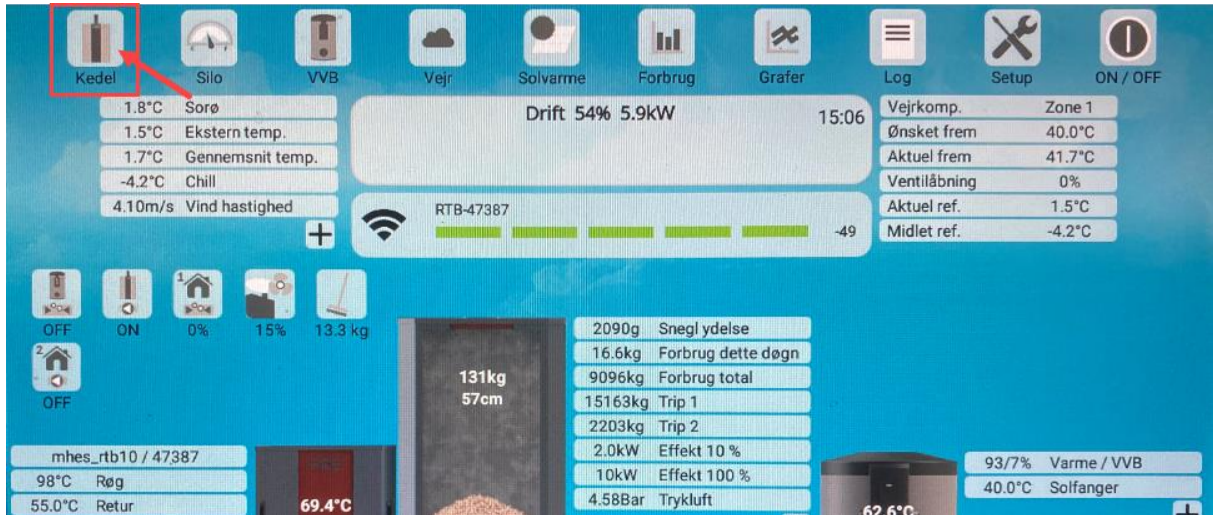 Kedel
Silo
VVB
Vejr
Solvarme
Forbrug
Grafer
Log
Setup
ON / OFF
1.8°C Sorø
1.5°C Ekstern temp.
1.7°C Gennemsnit temp.
-4.2°C Chill
4.10m/s Vind hastighed
Drift 54% 5.9kW
15:06
RTB-47387
-49
Vejrkomp. Zone 1
Ønsket frem 40.0°C
Aktuel frem 41.7°C
Ventilåbning 0%
Aktuel ref. 1.5°C
Midlet ref. -4.2°C
OFF
ON
1
0%
15%
13.3 kg
2
OFF
131kg
57cm
2090g Snegl ydelse
16.6kg Forbrug dette døgn
9096kg Forbrug total
15163kg Trip 1
2203kg Trip 2
2.0kW Effekt 10 %
10kW Effekt 100 %
4.58Bar Trykluft
mhes_rtb10 / 47387
98°C Røg
55.0°C Retur
69.4°C
62.6°C
93/7% Varme / VVB
40.0°C Solfanger